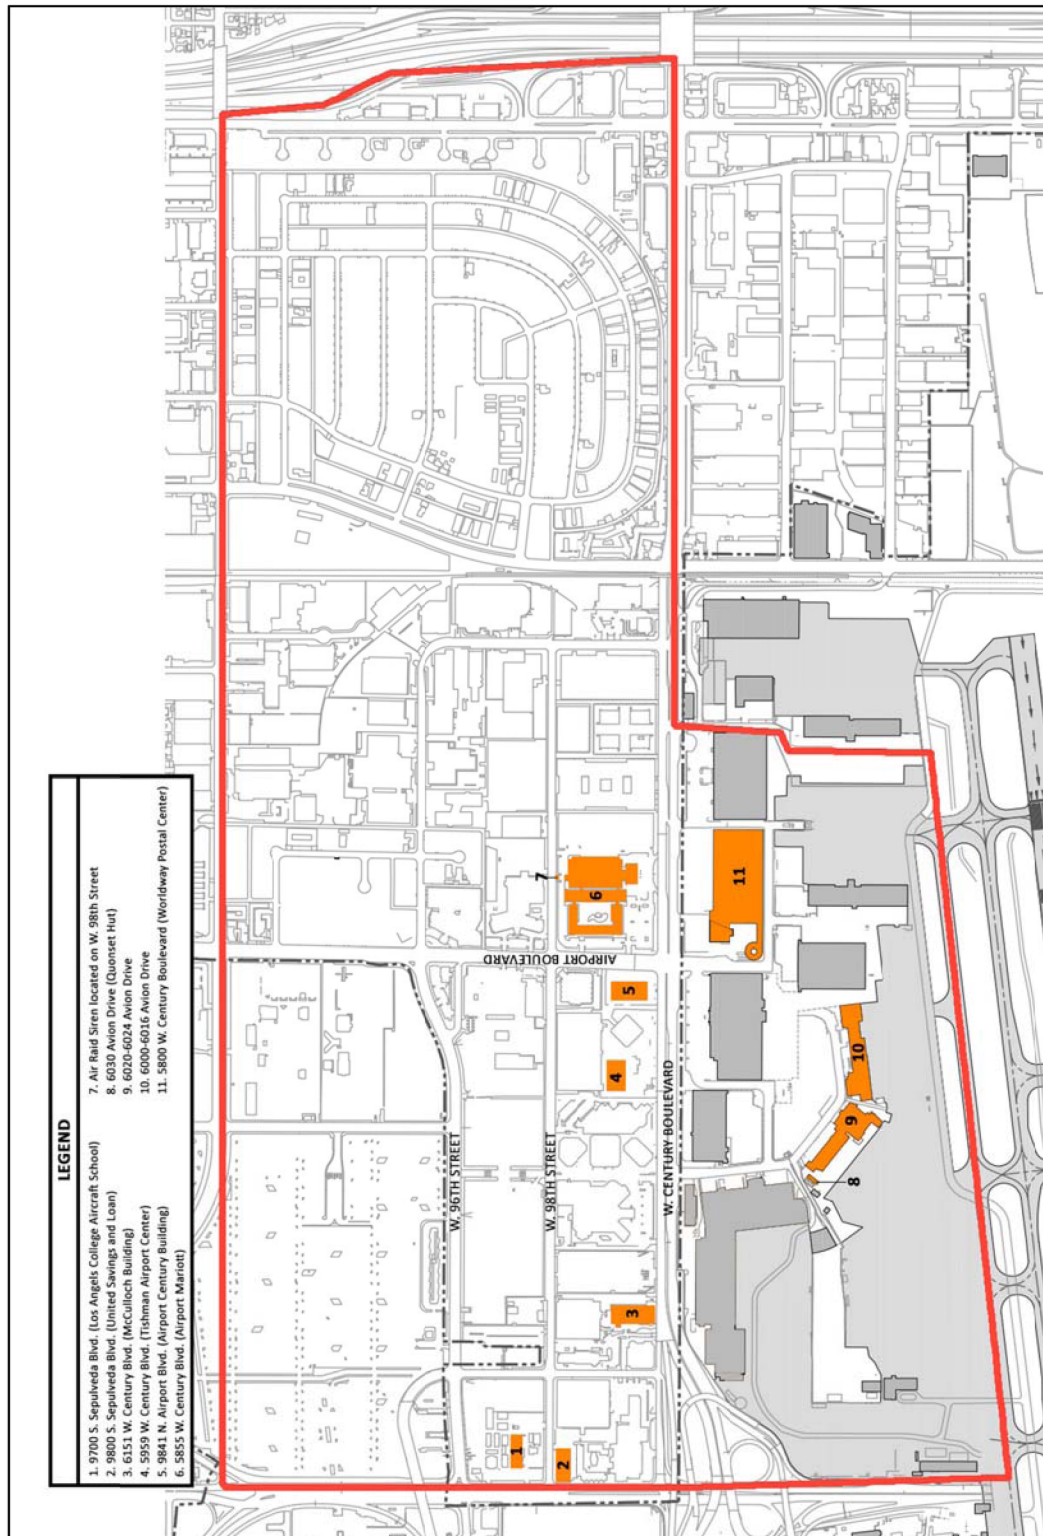 LEGEND
1. 9700 S. Sepulveda Blvd. (Los Angels College Aircraft School)
2. 9800 S. Sepulveda Blvd. (United Savings and Loan)
3. 6151 W. Century Blvd. (McCulloch Building)
4. 5959 W. Century Blvd. (Tishman Airport Center)
5. 9841 N. Airport Blvd. (Airport Century Building)
6. 5855 W. Century Blvd. (Airport Mariott)
7. Air Raid Siren located on W. 98th Street
8. 6030 Avion Drive (Quonset Hut)
9. 6020-6024 Avion Drive
10. 6000-6016 Avion Drive
11. 5800 W. Century Boulevard (Worldway Postal Center)
W. 96TH STREET
W. 98TH STREET
W. CENTURY BOULEVARD
AIRPORT BOULEVARD
1
2
3
4
5
6
7
8
9
10
11